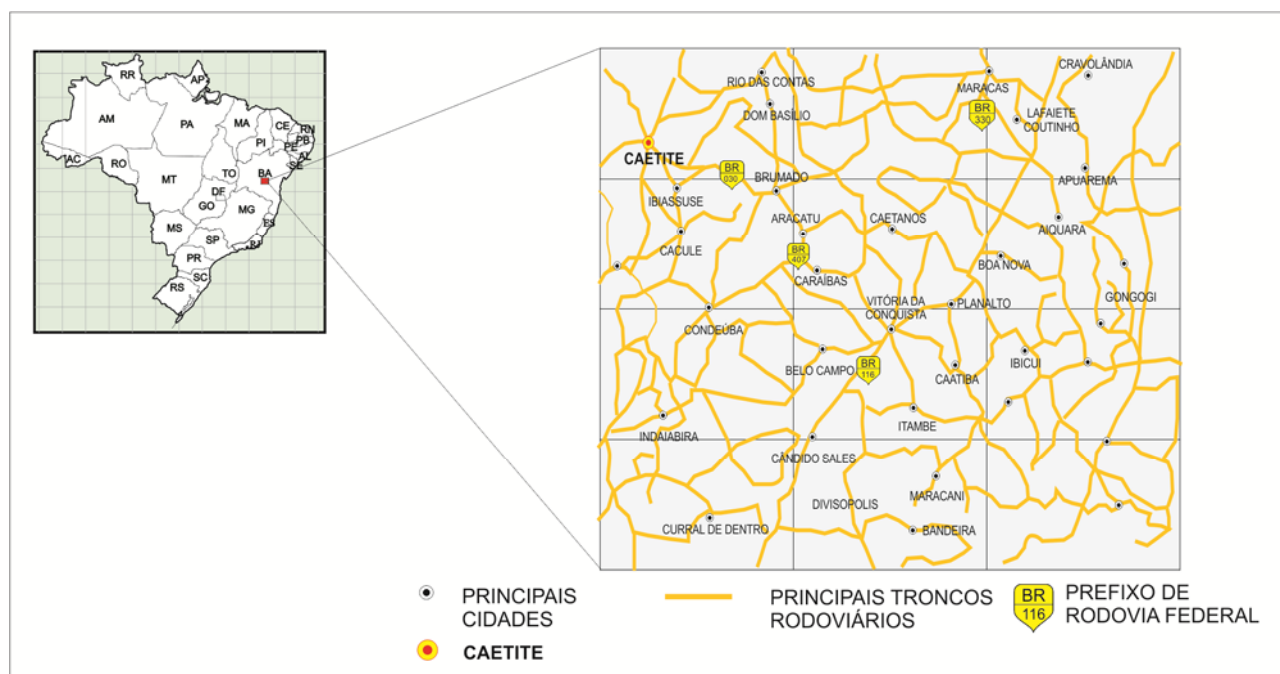 RR
AP
AM
PA
MA
CE
RN
PB
PE
AL
SE
PI
AC
RO
TO
BA
MT
DF
GO
MG
ES
MS
SP
RJ
PR
SC
RS
CRAVOLÂNDIA
RIO DAS CONTAS
MARACAS
DOM BASÍLIO
BR
330
LAFAIETE
COUTINHO
CAETITE
BR
030
BRUMADO
APUAREMA
IBIASSUSE
ARACATU
CAETANOS
AIQUARA
CACULE
BR
407
CARAÍBAS
BOA NOVA
VITÓRIA DA
CONQUISTA
PLANALTO
GONGOGI
CONDEÚBA
BELO CAMPO
BR
116
CAATIBA
IBICUI
INDAIABIRA
ITAMBE
CÂNDIDO SALES
DIVISOPOLIS
MARACANI
CURRAL DE DENTRO
BANDEIRA
PRINCIPAIS
CIDADES
CAETITE
PRINCIPAIS TRONCOS
RODOVIÁRIOS
BR
116
PREFIXO DE
RODOVIA FEDERAL